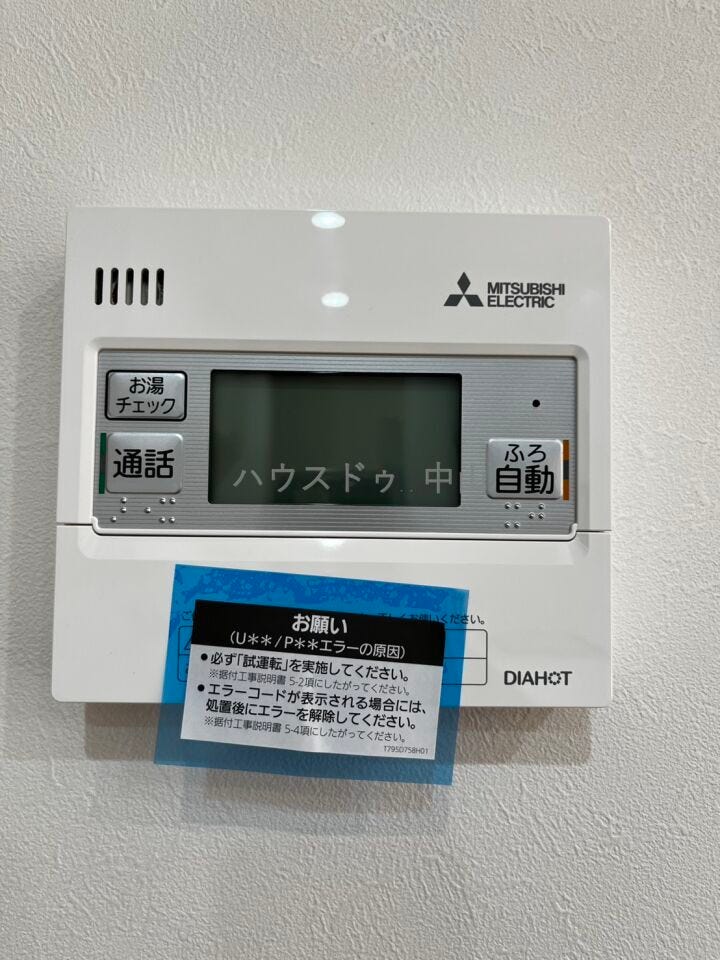 MITSUBISHI
ELECTRIC
お湯
チェック
通話
ふろ
自動
ハウスドゥ 中
お願い
(U**/P**エラーの原因)
●必ず「試運転」を実施してください。
※据付工事説明書 5-2項にしたがってください。
●エラーコードが表示される場合には、
処置後にエラーを解除してください。
※据付工事説明書 5-4項にしたがってください。
T795D758H01
DIAHOT